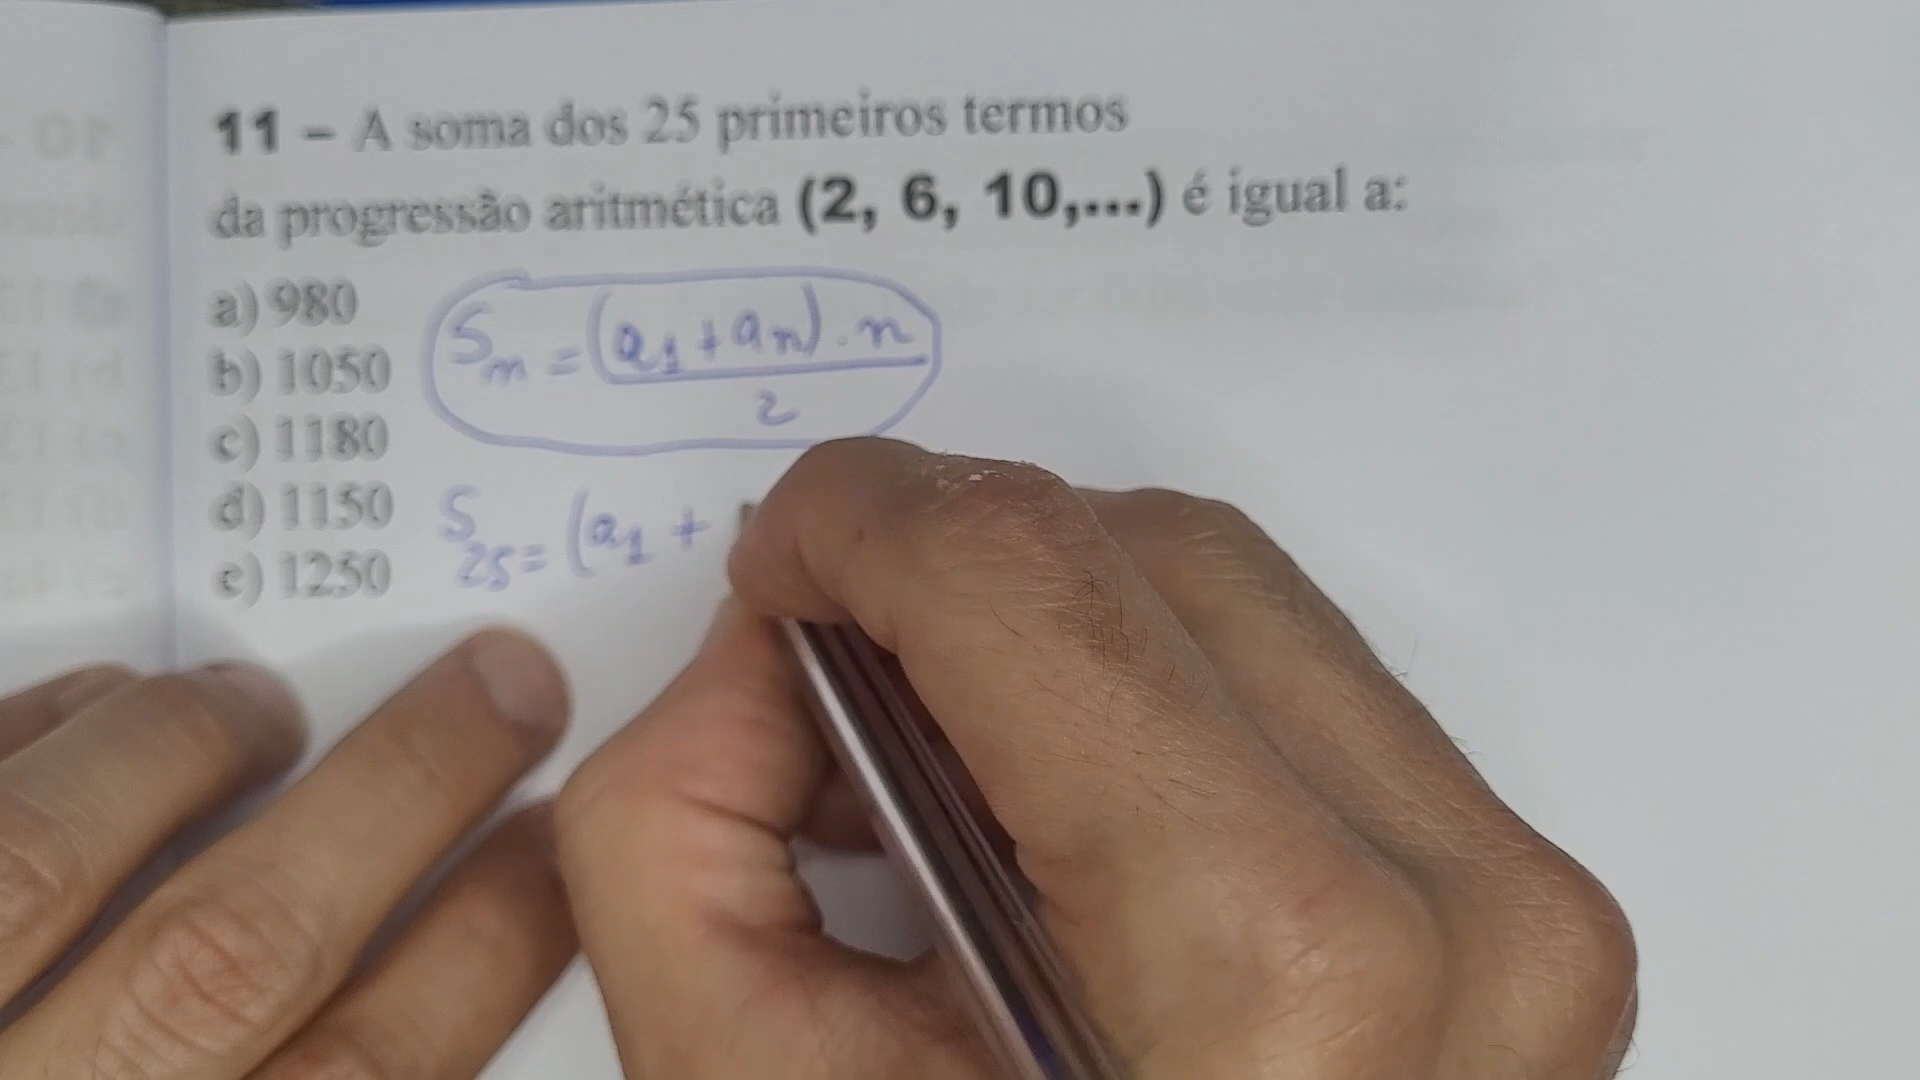 11 – A soma dos 25 primeiros termos
da progressão aritmética (2, 6, 10,...) é igual a:
a) 980
b) 1050
c) 1180
d) 1150
e) 1250
Sn = (a1 + an) . n
2
S25 = (a1 +